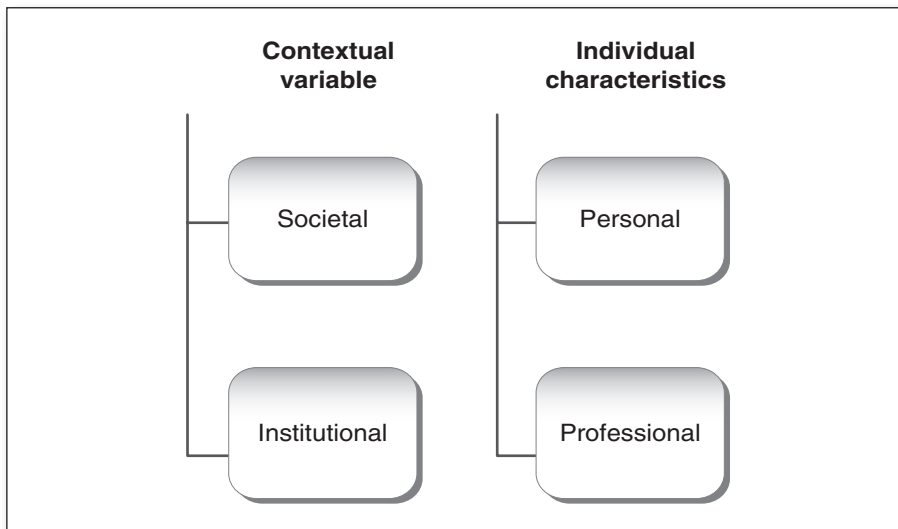 Contextual
variable
Societal
Institutional
Individual
characteristics
Personal
Professional